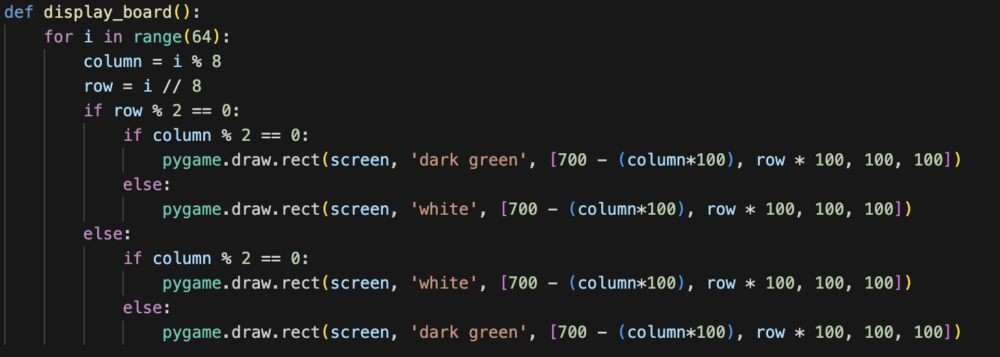 def display_board():
    for i in range(64):
        column = i % 8
        row = i // 8
        if row % 2 == 0:
            if column % 2 == 0:
                pygame.draw.rect(screen, 'dark green', [700 - (column*100), row * 100, 100, 100])
            else:
                pygame.draw.rect(screen, 'white', [700 - (column*100), row * 100, 100, 100])
        else:
            if column % 2 == 0:
                pygame.draw.rect(screen, 'white', [700 - (column*100), row * 100, 100, 100])
            else:
                pygame.draw.rect(screen, 'dark green', [700 - (column*100), row * 100, 100, 100])